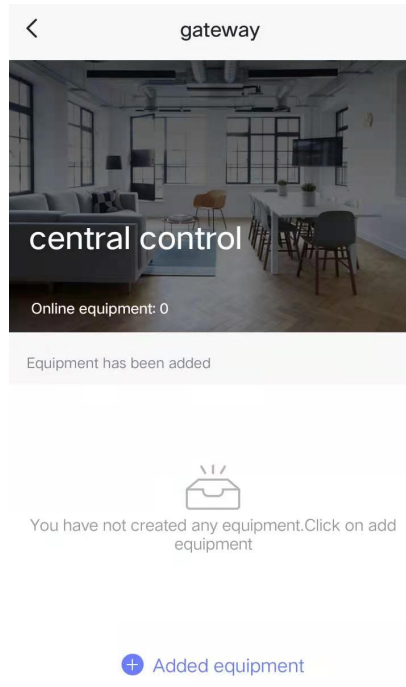 gateway
central control
Online equipment: 0
Equipment has been added
You have not created any equipment.Click on add
equipment
Added equipment